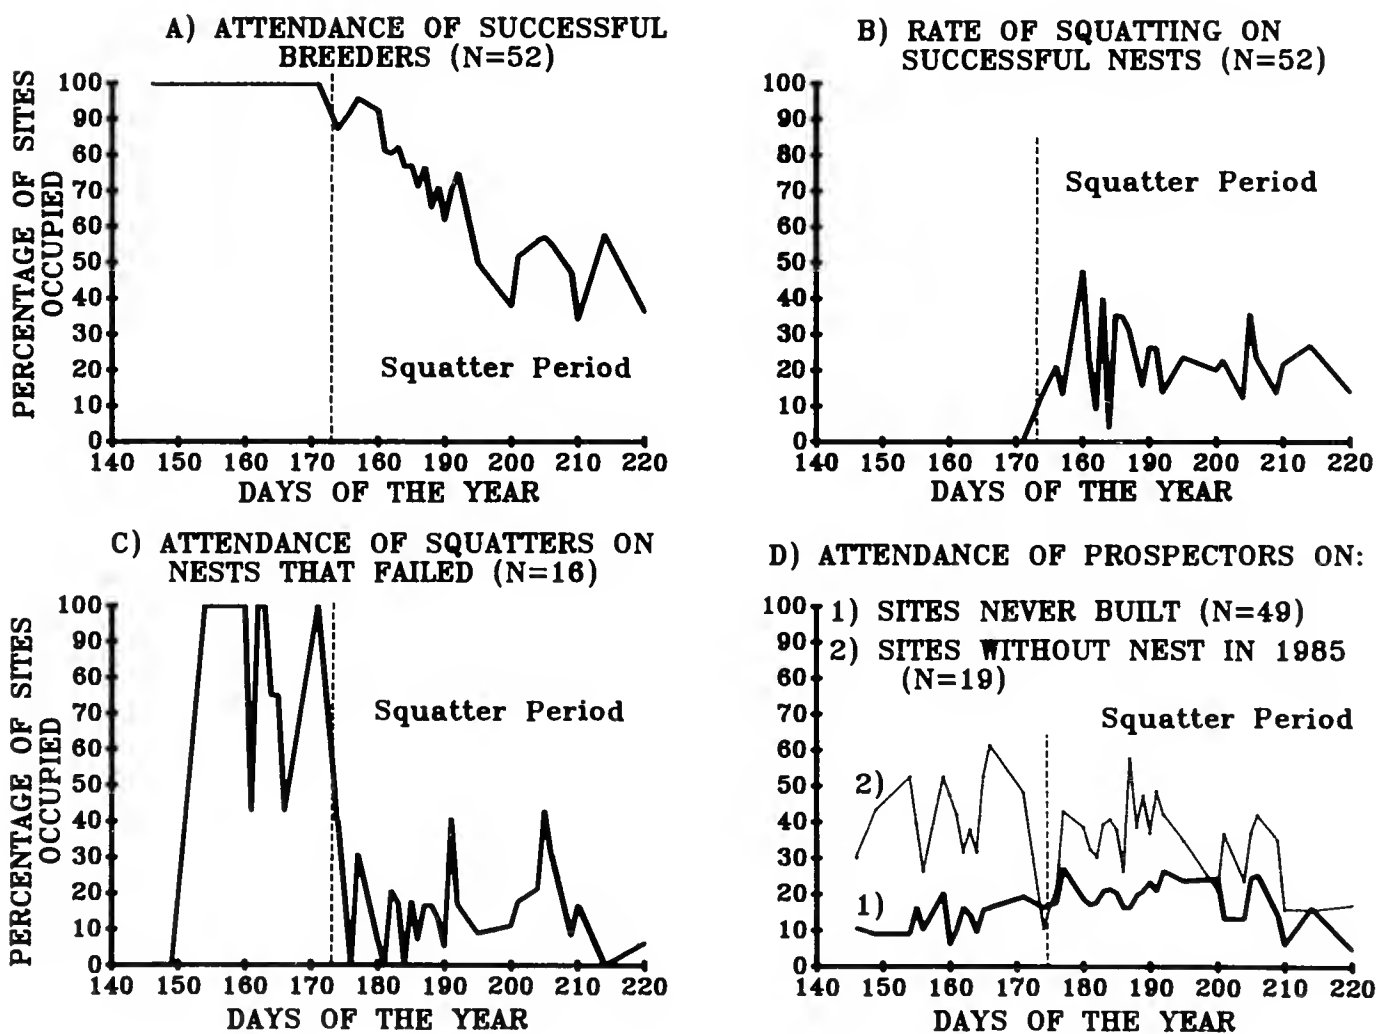 A) ATTENDANCE OF SUCCESSFUL
BREEDERS (N=52)
PERCENTAGE OF SITES
OCCUPIED
100
90
80
70
60
50
40
30
20
10
0
Squatter Period
140 150 160 170 180 190 200 210 220
DAYS OF THE YEAR
B) RATE OF SQUATTING ON
SUCCESSFUL NESTS (N=52)
100
90
80
70
60
50
40
30
20
10
0
Squatter Period
140 150 160 170 180 190 200 210 220
DAYS OF THE YEAR
C) ATTENDANCE OF SQUATTERS ON
NESTS THAT FAILED (N=16)
PERCENTAGE OF SITES
OCCUPIED
100
90
80
70
60
50
40
30
20
10
0
Squatter Period
140 150 160 170 180 190 200 210 220
DAYS OF THE YEAR
D) ATTENDANCE OF PROSPECTORS ON:
1) SITES NEVER BUILT (N=49)
2) SITES WITHOUT NEST IN 1985
(N=19)
100
90
80
70
60
50
40
30
20
10
0
Squatter Period
2)
1)
140 150 160 170 180 190 200 210 220
DAYS OF THE YEAR